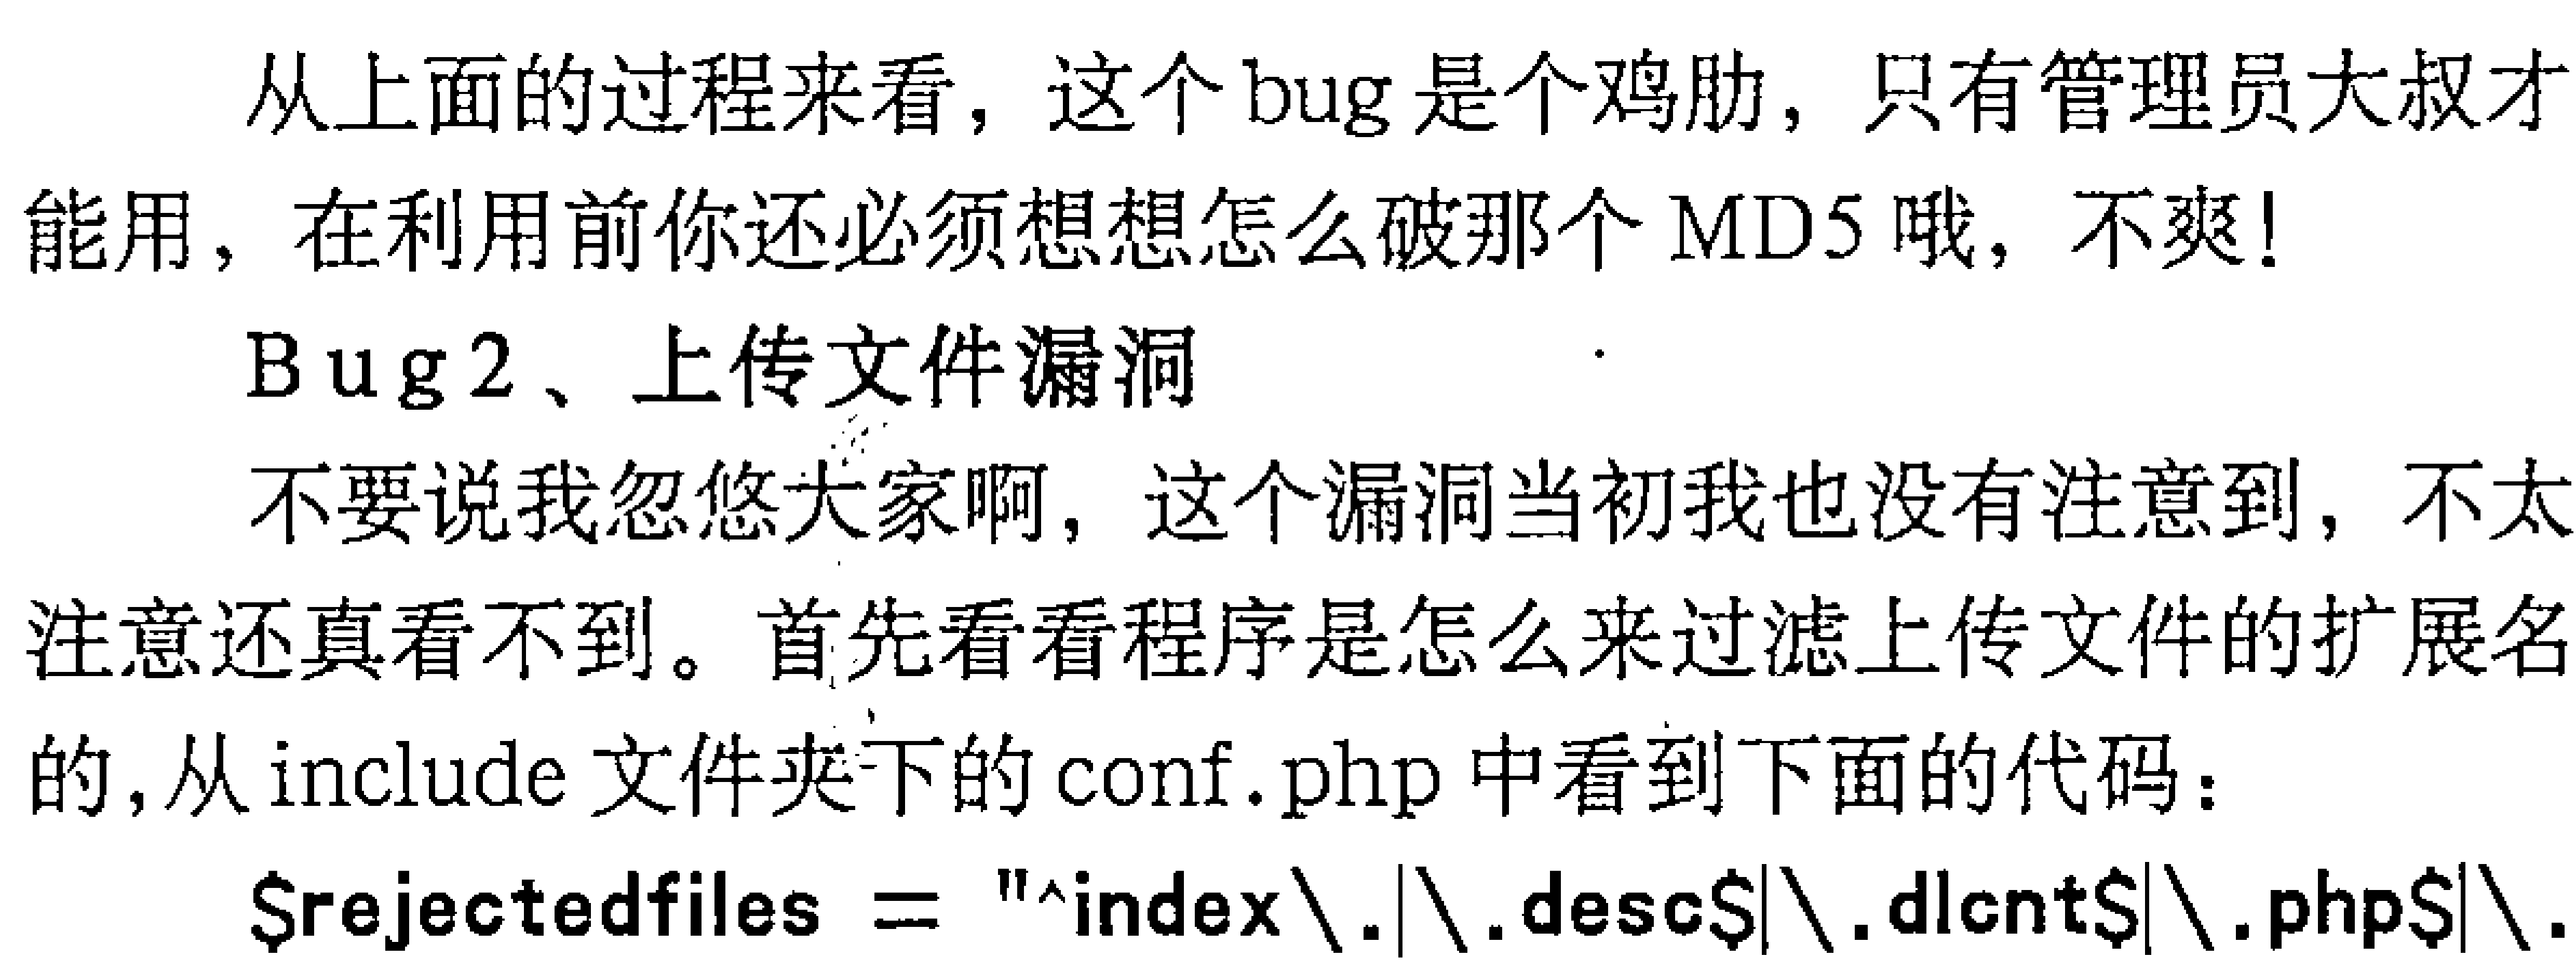 从上面的过程来看，这个bug是个鸡肋，只有管理员大叔才
能用，在利用前你还必须想想怎么破那个MD5哦，不爽！
Bug2、上传文件漏洞
不要说我忽悠大家啊，这个漏洞当初我也没有注意到，不太
注意还真看不到。首先看看程序是怎么来过滤上传文件的扩展名
的,从include文件夹下的conf.php中看到下面的代码：
$rejectedfiles = "^index\.|\.desc$|\.dlcnt$|\.php$|\.